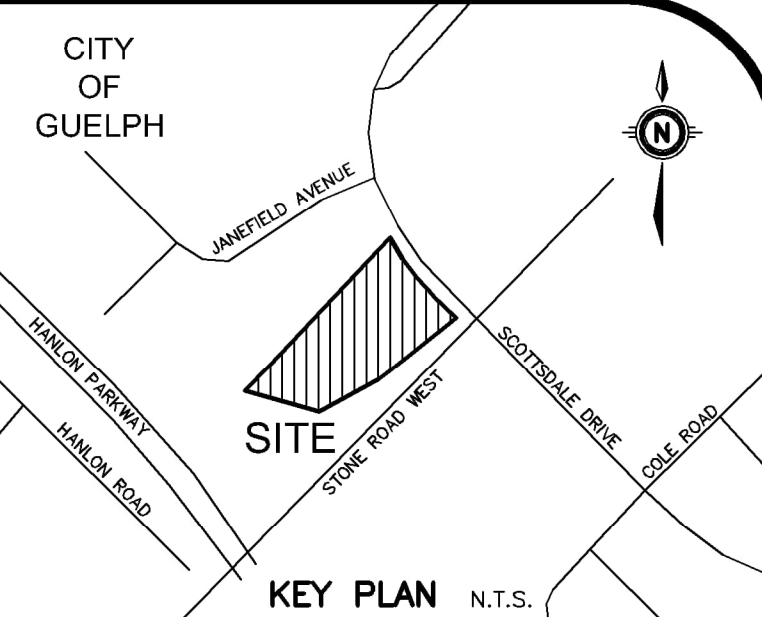 CITY
OF
GUELPH
N
JANEFIELD AVENUE
HANLON PARKWAY
HANLON ROAD
SITE
STONE ROAD WEST
SCOTTSDALE DRIVE
COLE ROAD
KEY PLAN N.T.S.